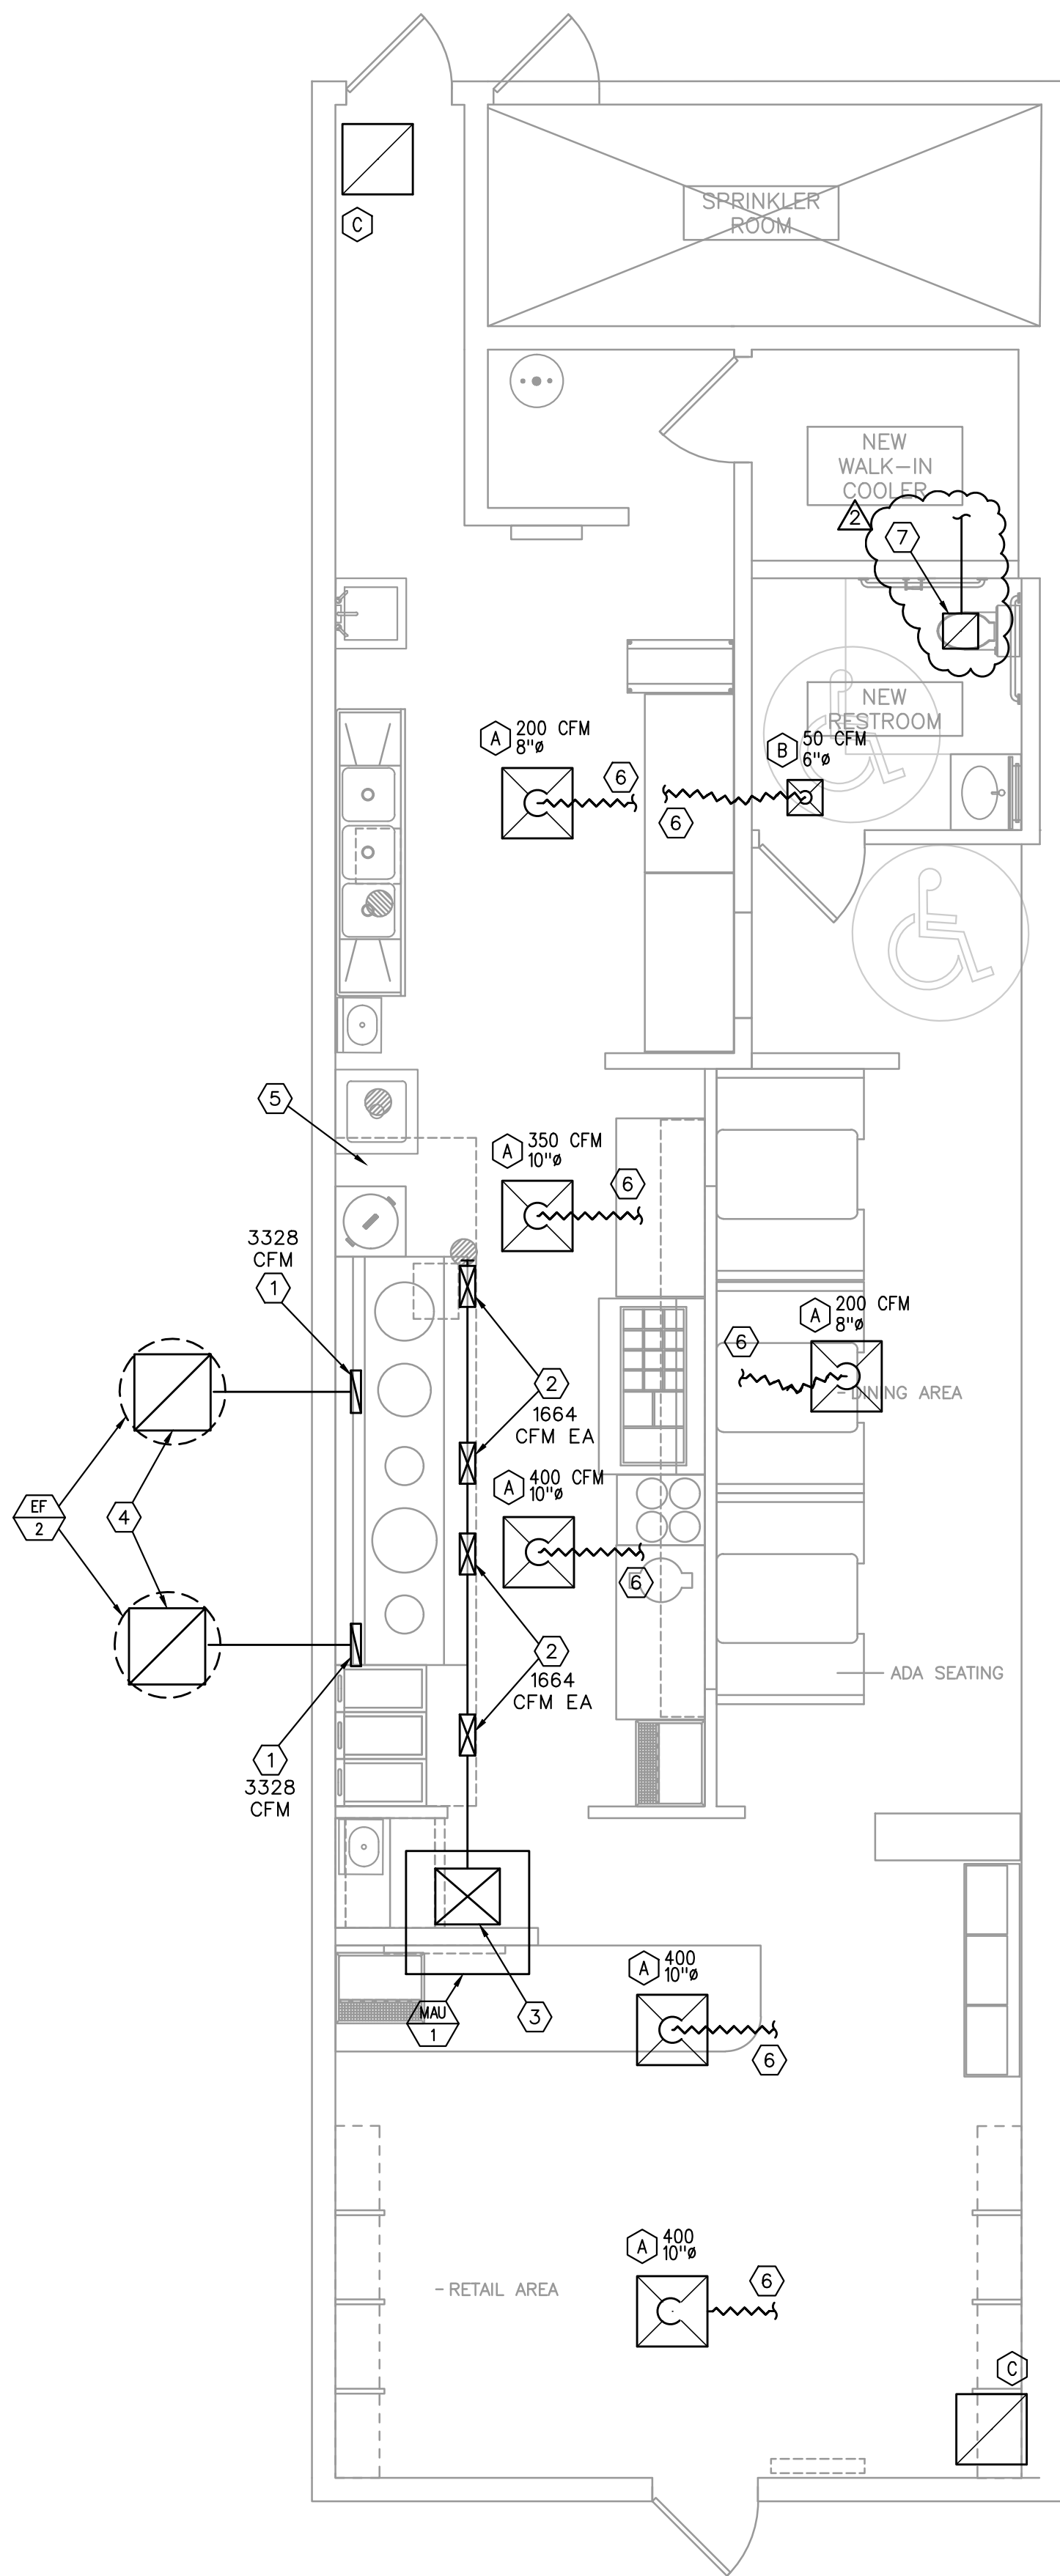 C
SPRINKLER
ROOM
NEW
WALK-IN
COOLER
2
7
NEW
RESTROOM
A
200 CFM
8"ø
6
B
50 CFM
6"ø
6
5
A
350 CFM
10"ø
6
3328
CFM
1
A
200 CFM
8"ø
6
- DINING AREA
2
1664
CFM EA
A
400 CFM
10"ø
6
EF
2
4
2
1664
CFM EA
ADA SEATING
1
3328
CFM
MAU
1
3
A
400
10"ø
6
A
400
10"ø
6
- RETAIL AREA
C